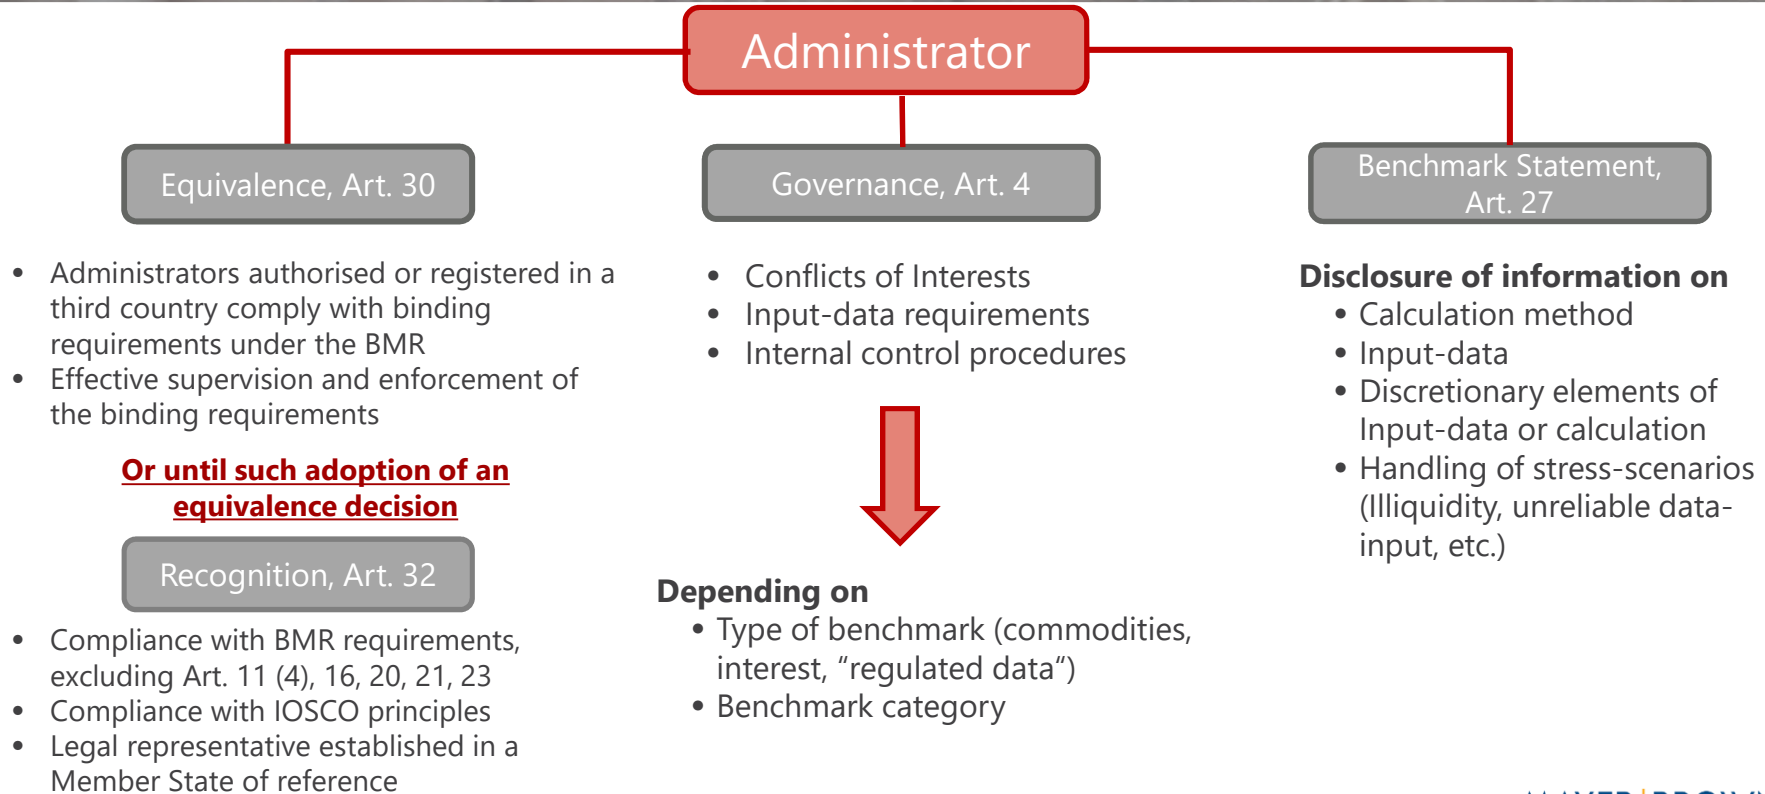 Administrator
Equivalence, Art. 30
• Administrators authorised or registered in a
third country comply with binding
requirements under the BMR
• Effective supervision and enforcement of
the binding requirements
Or until such adoption of an
equivalence decision
Recognition, Art. 32
• Compliance with BMR requirements,
excluding Art. 11 (4), 16, 20, 21, 23
• Compliance with IOSCO principles
• Legal representative established in a
Member State of reference
Governance, Art. 4
• Conflicts of Interests
• Input-data requirements
• Internal control procedures
Depending on
• Type of benchmark (commodities,
interest, “regulated data“)
• Benchmark category
Benchmark Statement,
Art. 27
Disclosure of information on
• Calculation method
• Input-data
• Discretionary elements of
Input-data or calculation
• Handling of stress-scenarios
(Illiquidity, unreliable data-
input, etc.)